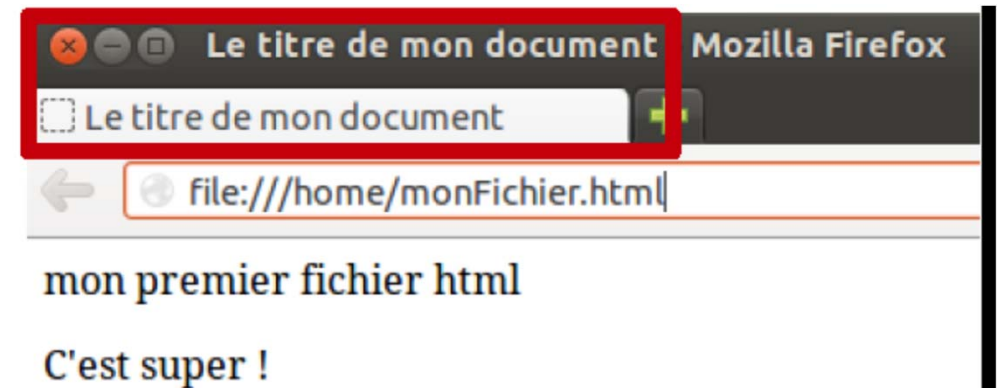 Le titre de mon document - Mozilla Firefox
Le titre de mon document
file:///home/monFichier.html
mon premier fichier html
C'est super !